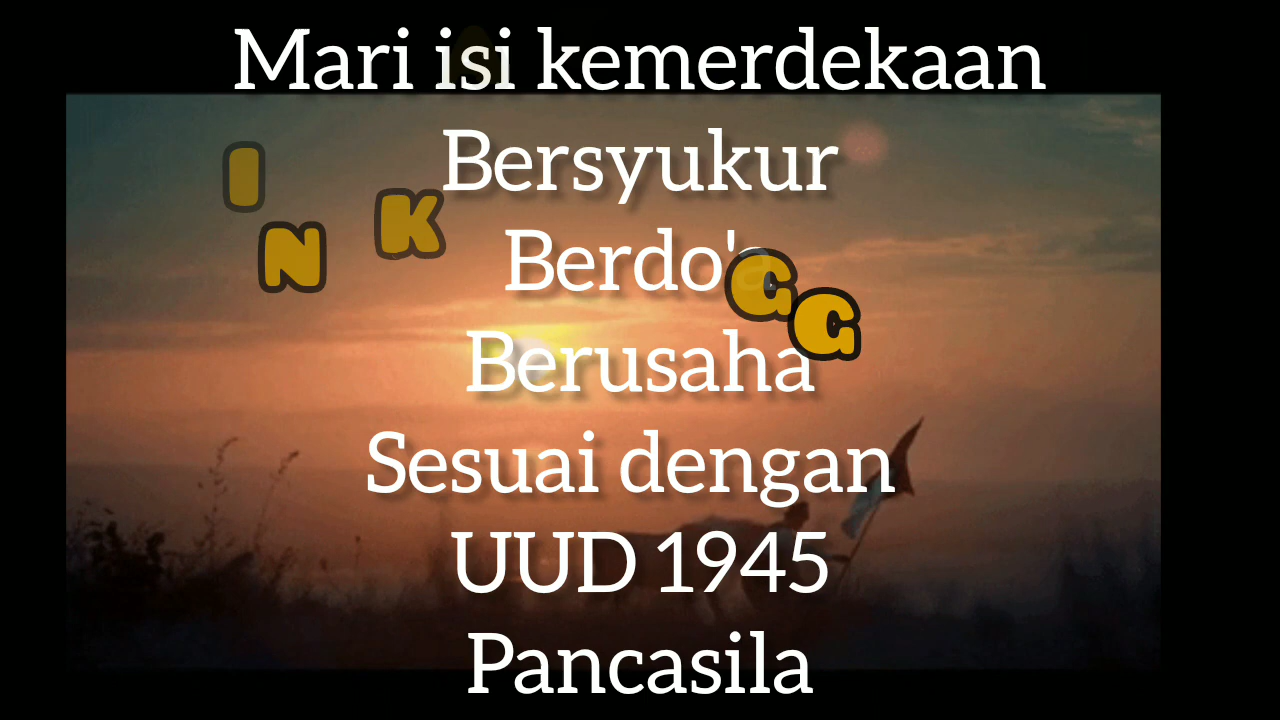 Mari isi kemerdekaan
Bersyukur
Berdo'a
Berusaha
Sesuai dengan
UUD 1945
Pancasila
I
N
K
G
G